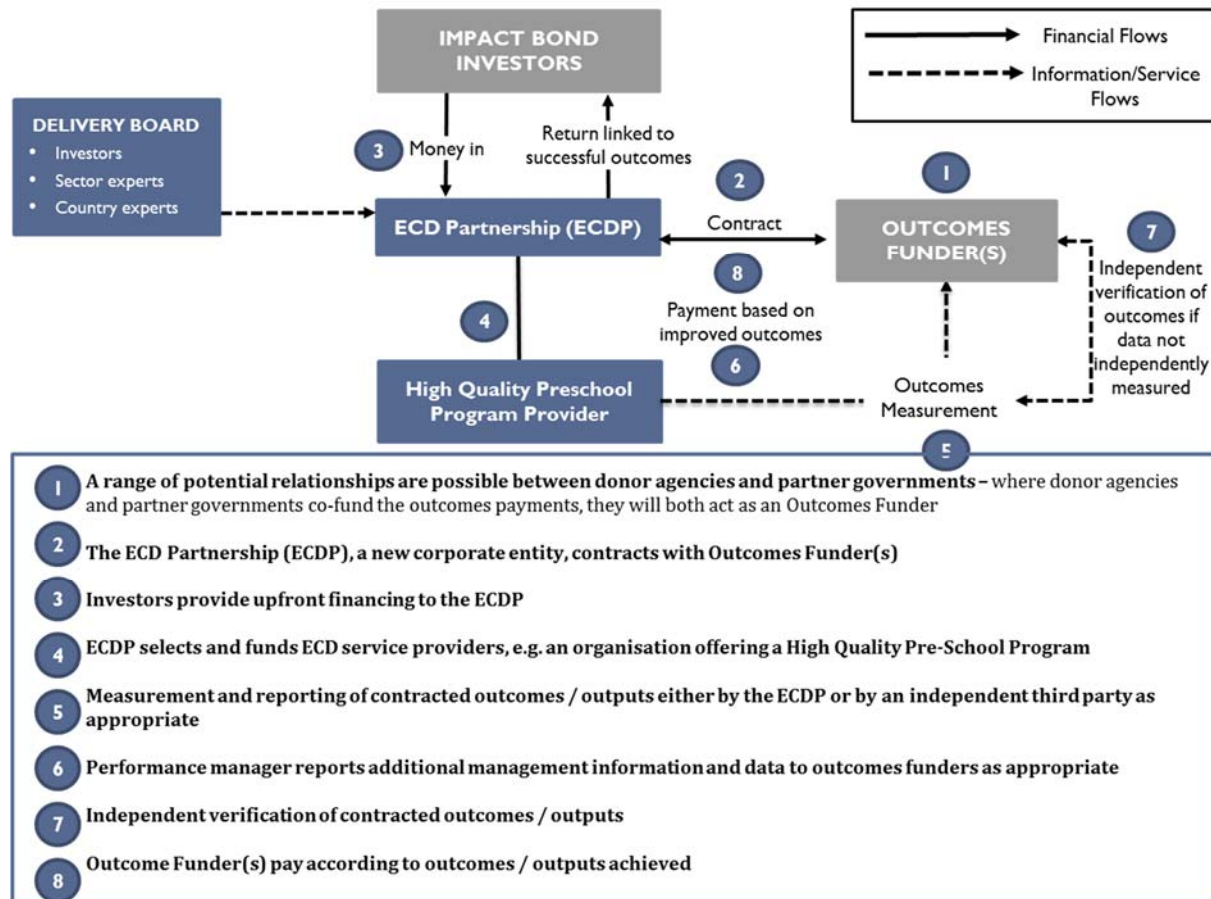 IMPACT BOND
INVESTORS
Financial Flows
Information/Service
Flows
DELIVERY BOARD
• Investors
• Sector experts
• Country experts
3
Money in
Return linked to
successful outcomes
2
Contract
1
ECD Partnership (ECDP)
OUTCOMES
FUNDER(S)
7
Independent
verification of
outcomes if
data not
independently
measured
8
Payment based on
improved outcomes
4
6
High Quality Preschool
Program Provider
Outcomes
Measurement
5
1 A range of potential relationships are possible between donor agencies and partner governments – where donor agencies
and partner governments co-fund the outcomes payments, they will both act as an Outcomes Funder
2 The ECD Partnership (ECDP), a new corporate entity, contracts with Outcomes Funder(s)
3 Investors provide upfront financing to the ECDP
4 ECDP selects and funds ECD service providers, e.g. an organisation offering a High Quality Pre-School Program
5 Measurement and reporting of contracted outcomes / outputs either by the ECDP or by an independent third party as
appropriate
6 Performance manager reports additional management information and data to outcomes funders as appropriate
7 Independent verification of contracted outcomes / outputs
8 Outcome Funder(s) pay according to outcomes / outputs achieved